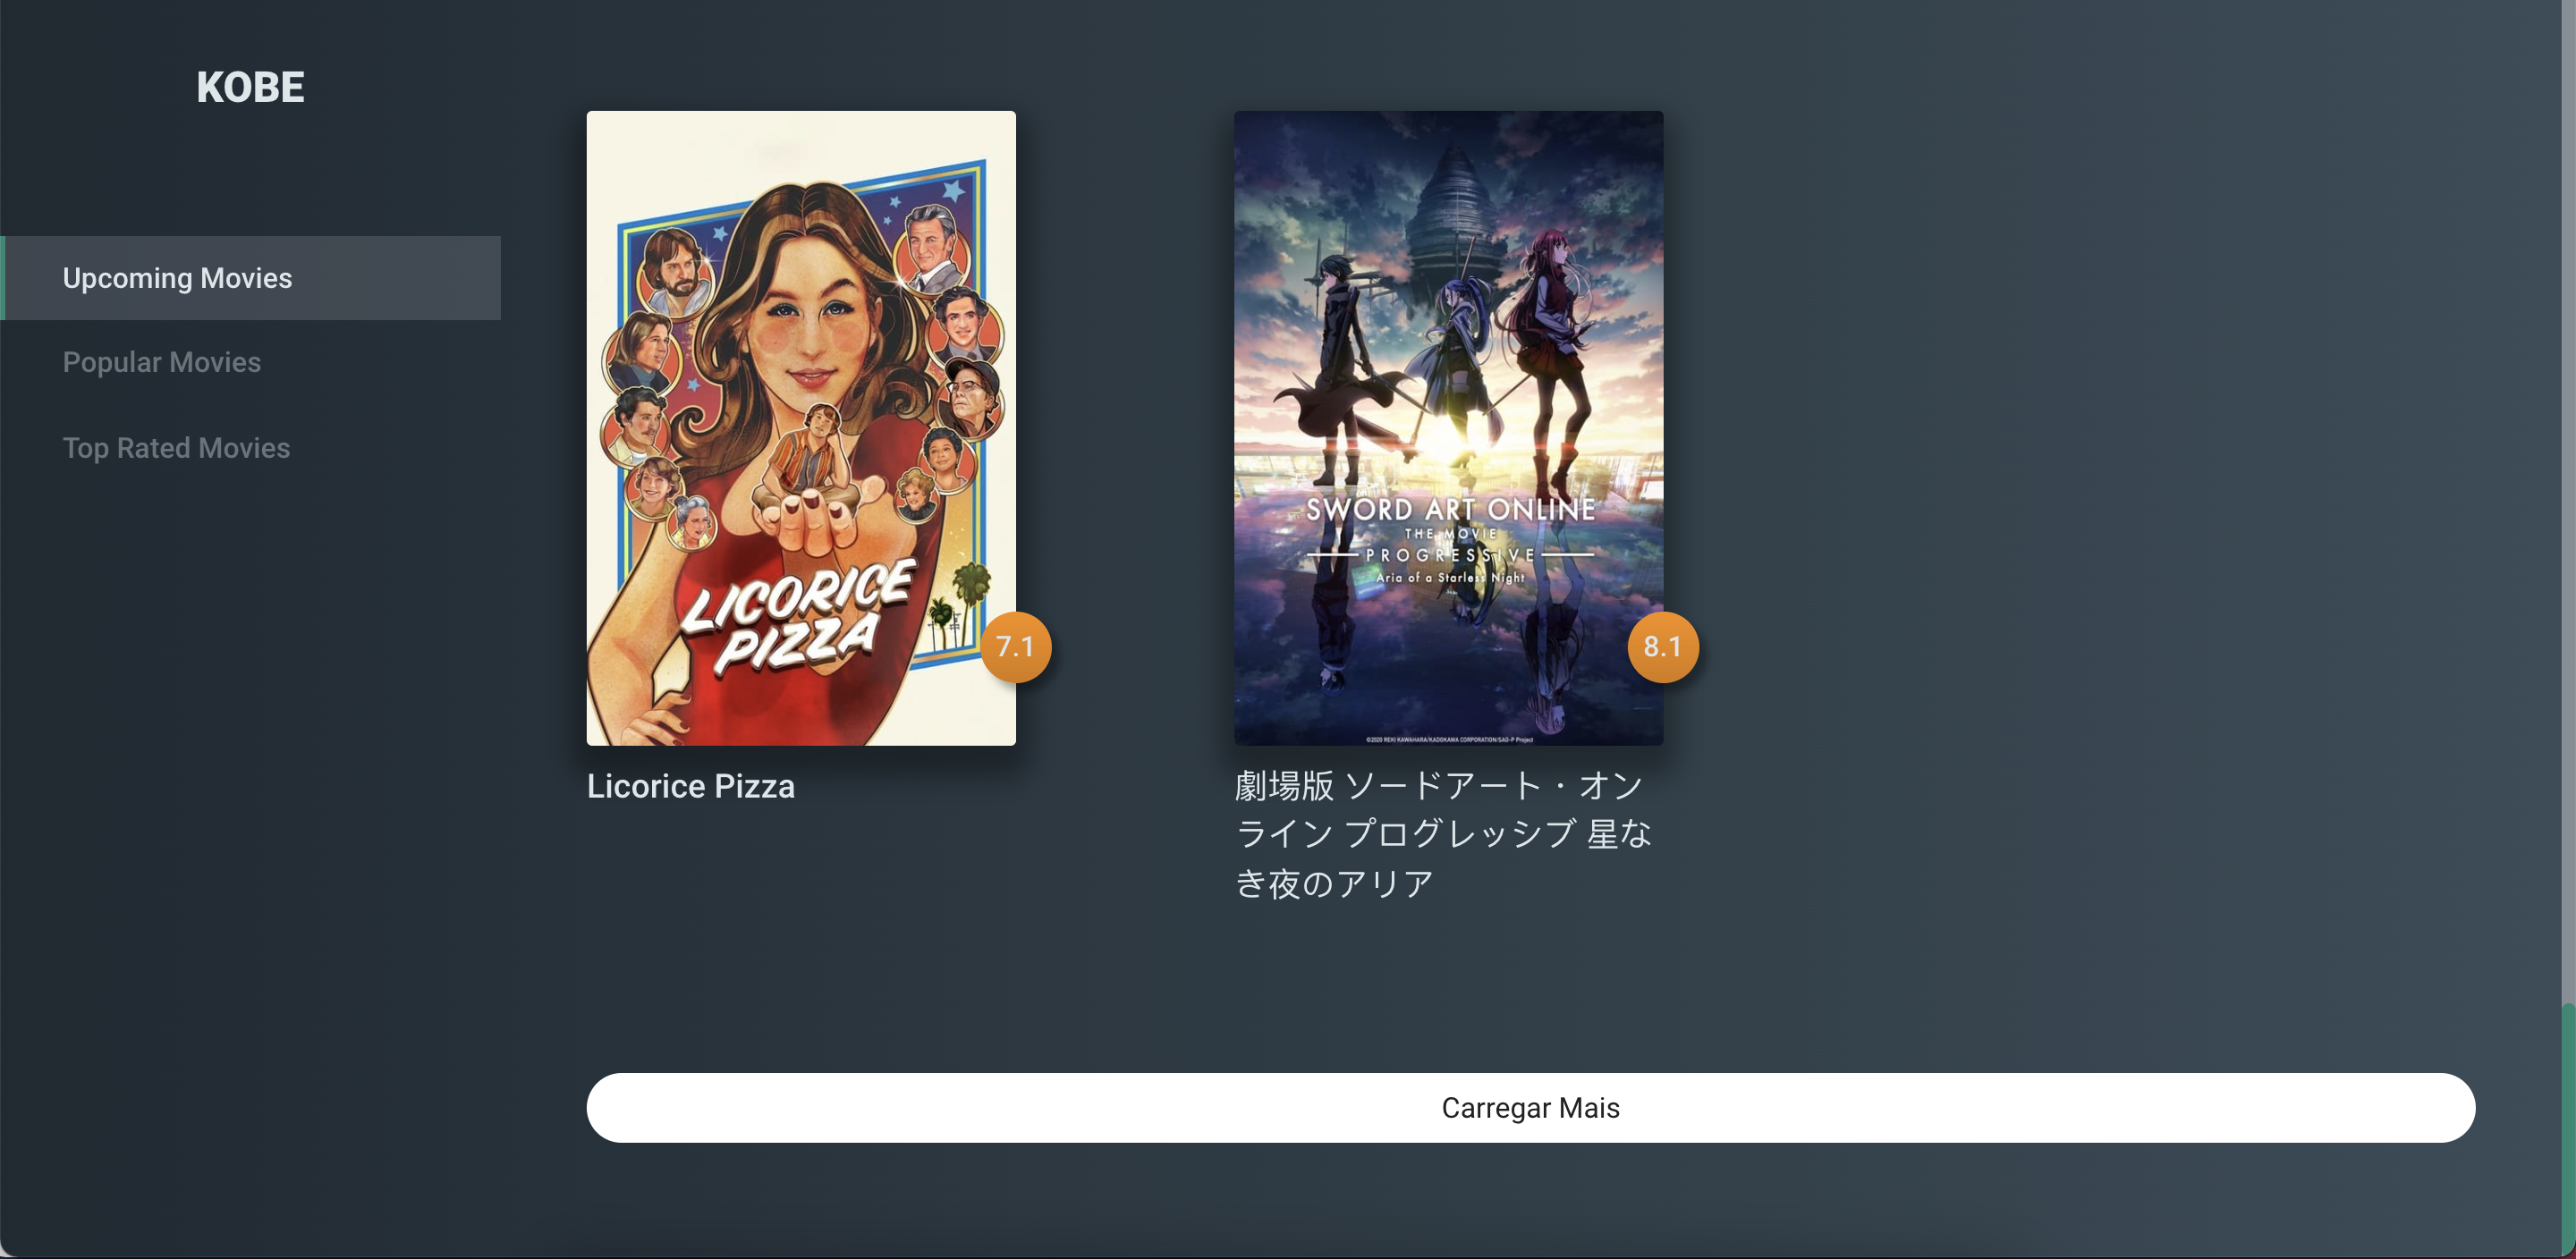 KOBE
Upcoming Movies
Popular Movies
Top Rated Movies
LICORICE
PIZZA
7.1
Licorice Pizza
SWORD ART ONLINE
THE MOVIE
PROGRESSIVE
Aria of a Starless Night
©2020 REKI KAWAHARA/KADOKAWA CORPORATION/SAO-P Project
8.1
劇場版 ソードアート・オン
ライン プログレッシブ 星な
き夜のアリア
Carregar Mais